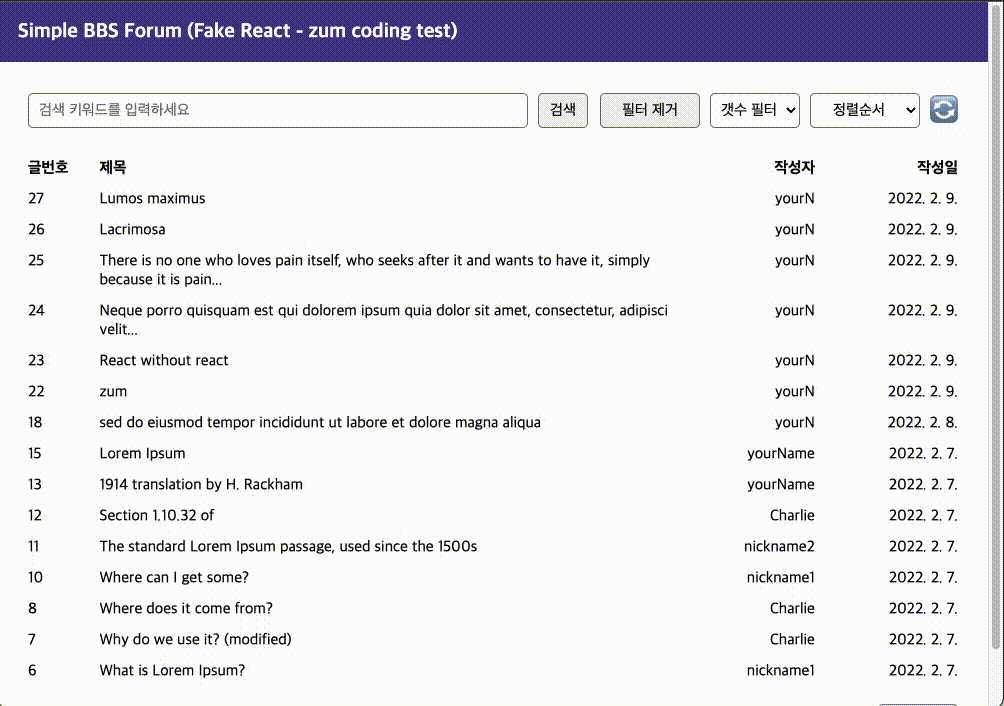 Simple BBS Forum (Fake React - zum coding test)
검색 키워드를 입력하세요 검색 필터 제거 갯수 필터 정렬순서
글번호 제목 작성자 작성일
27 Lumos maximus yourN 2022. 2. 9.
26 Lacrimosa yourN 2022. 2. 9.
25 There is no one who loves pain itself, who seeks after it and wants to have it, simply yourN 2022. 2. 9.
because it is pain...
24 Neque porro quisquam est qui dolorem ipsum quia dolor sit amet, consectetur, adipisci yourN 2022. 2. 9.
velit...
23 React without react yourN 2022. 2. 9.
22 zum yourN 2022. 2. 9.
18 sed do eiusmod tempor incididunt ut labore et dolore magna aliqua yourN 2022. 2. 8.
15 Lorem Ipsum yourName 2022. 2. 7.
13 1914 translation by H. Rackham yourName 2022. 2. 7.
12 Section 1.10.32 of Charlie 2022. 2. 7.
11 The standard Lorem Ipsum passage, used since the 1500s nickname2 2022. 2. 7.
10 Where can I get some? nickname1 2022. 2. 7.
8 Where does it come from? Charlie 2022. 2. 7.
7 Why do we use it? (modified) Charlie 2022. 2. 7.
6 What is Lorem Ipsum? nickname1 2022. 2. 7.